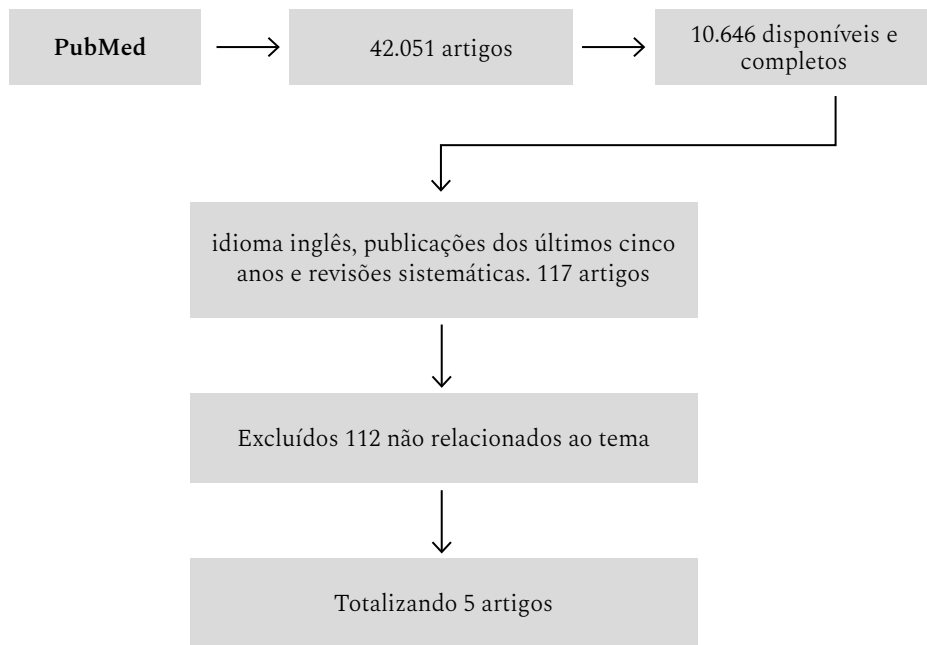 PubMed
42.051 artigos
10.646 disponíveis e
completos
idioma inglês, publicações dos últimos cinco
anos e revisões sistemáticas. 117 artigos
Excluídos 112 não relacionados ao tema
Totalizando 5 artigos